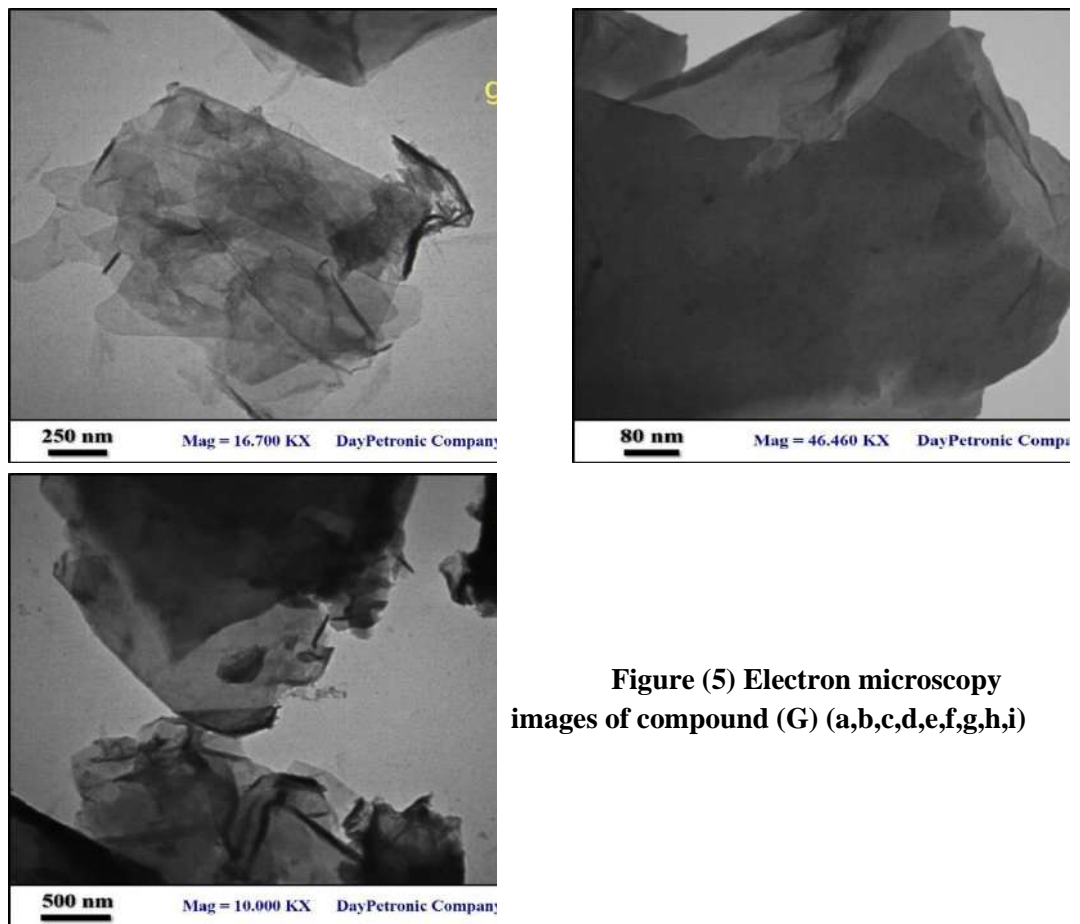 g
250 nm Mag = 16.700 KX DayPetronic Company
80 nm Mag = 46.460 KX DayPetronic Compa
500 nm Mag = 10.000 KX DayPetronic Company
Figure (5) Electron microscopy
images of compound (G) (a,b,c,d,e,f,g,h,i)